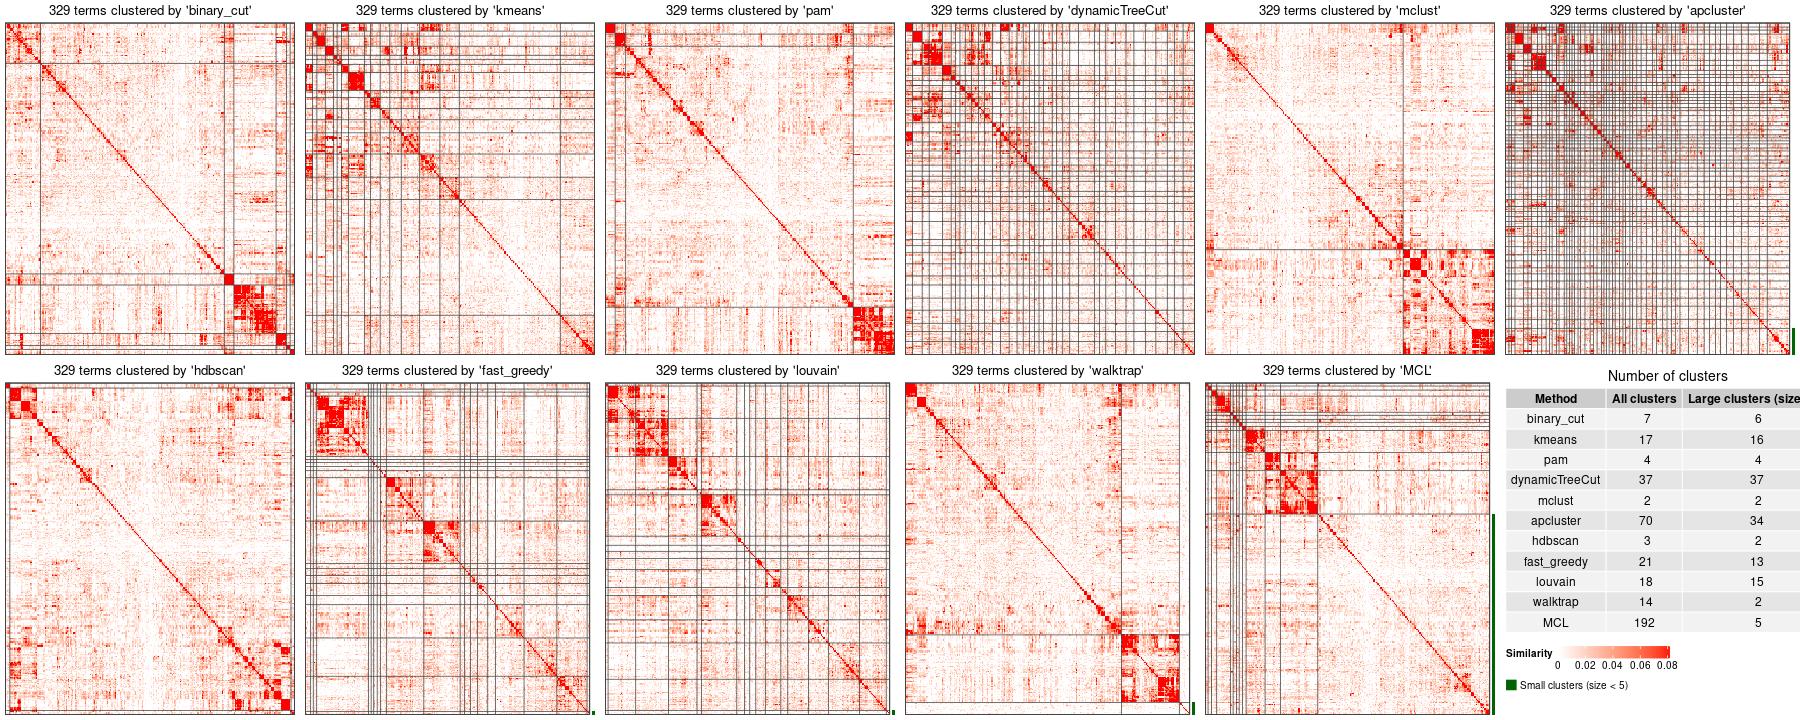 329 terms clustered by 'binary_cut'
329 terms clustered by 'kmeans'
329 terms clustered by 'pam'
329 terms clustered by 'dynamicTreeCut'
329 terms clustered by 'mclust'
329 terms clustered by 'apcluster'
329 terms clustered by 'hdbscan'
329 terms clustered by 'fast_greedy'
329 terms clustered by 'louvain'
329 terms clustered by 'walktrap'
329 terms clustered by 'MCL'
Number of clusters
Method All clusters Large clusters (size
binary_cut 7 6
kmeans 17 16
pam 4 4
dynamicTreeCut 37 37
mclust 2 2
apcluster 70 34
hdbscan 3 2
fast_greedy 21 13
louvain 18 15
walktrap 14 2
MCL 192 5
Similarity
0 0.02 0.04 0.06 0.08
Small clusters (size < 5)